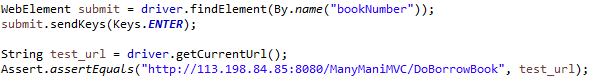 WebElement submit = driver.findElement(By.name("bookNumber"));
submit.sendKeys(Keys.ENTER);
String test_url = driver.getCurrentUrl();
Assert.assertEquals("http://113.198.84.85:8080/ManyManiMVC/DoBorrowBook", test_url);